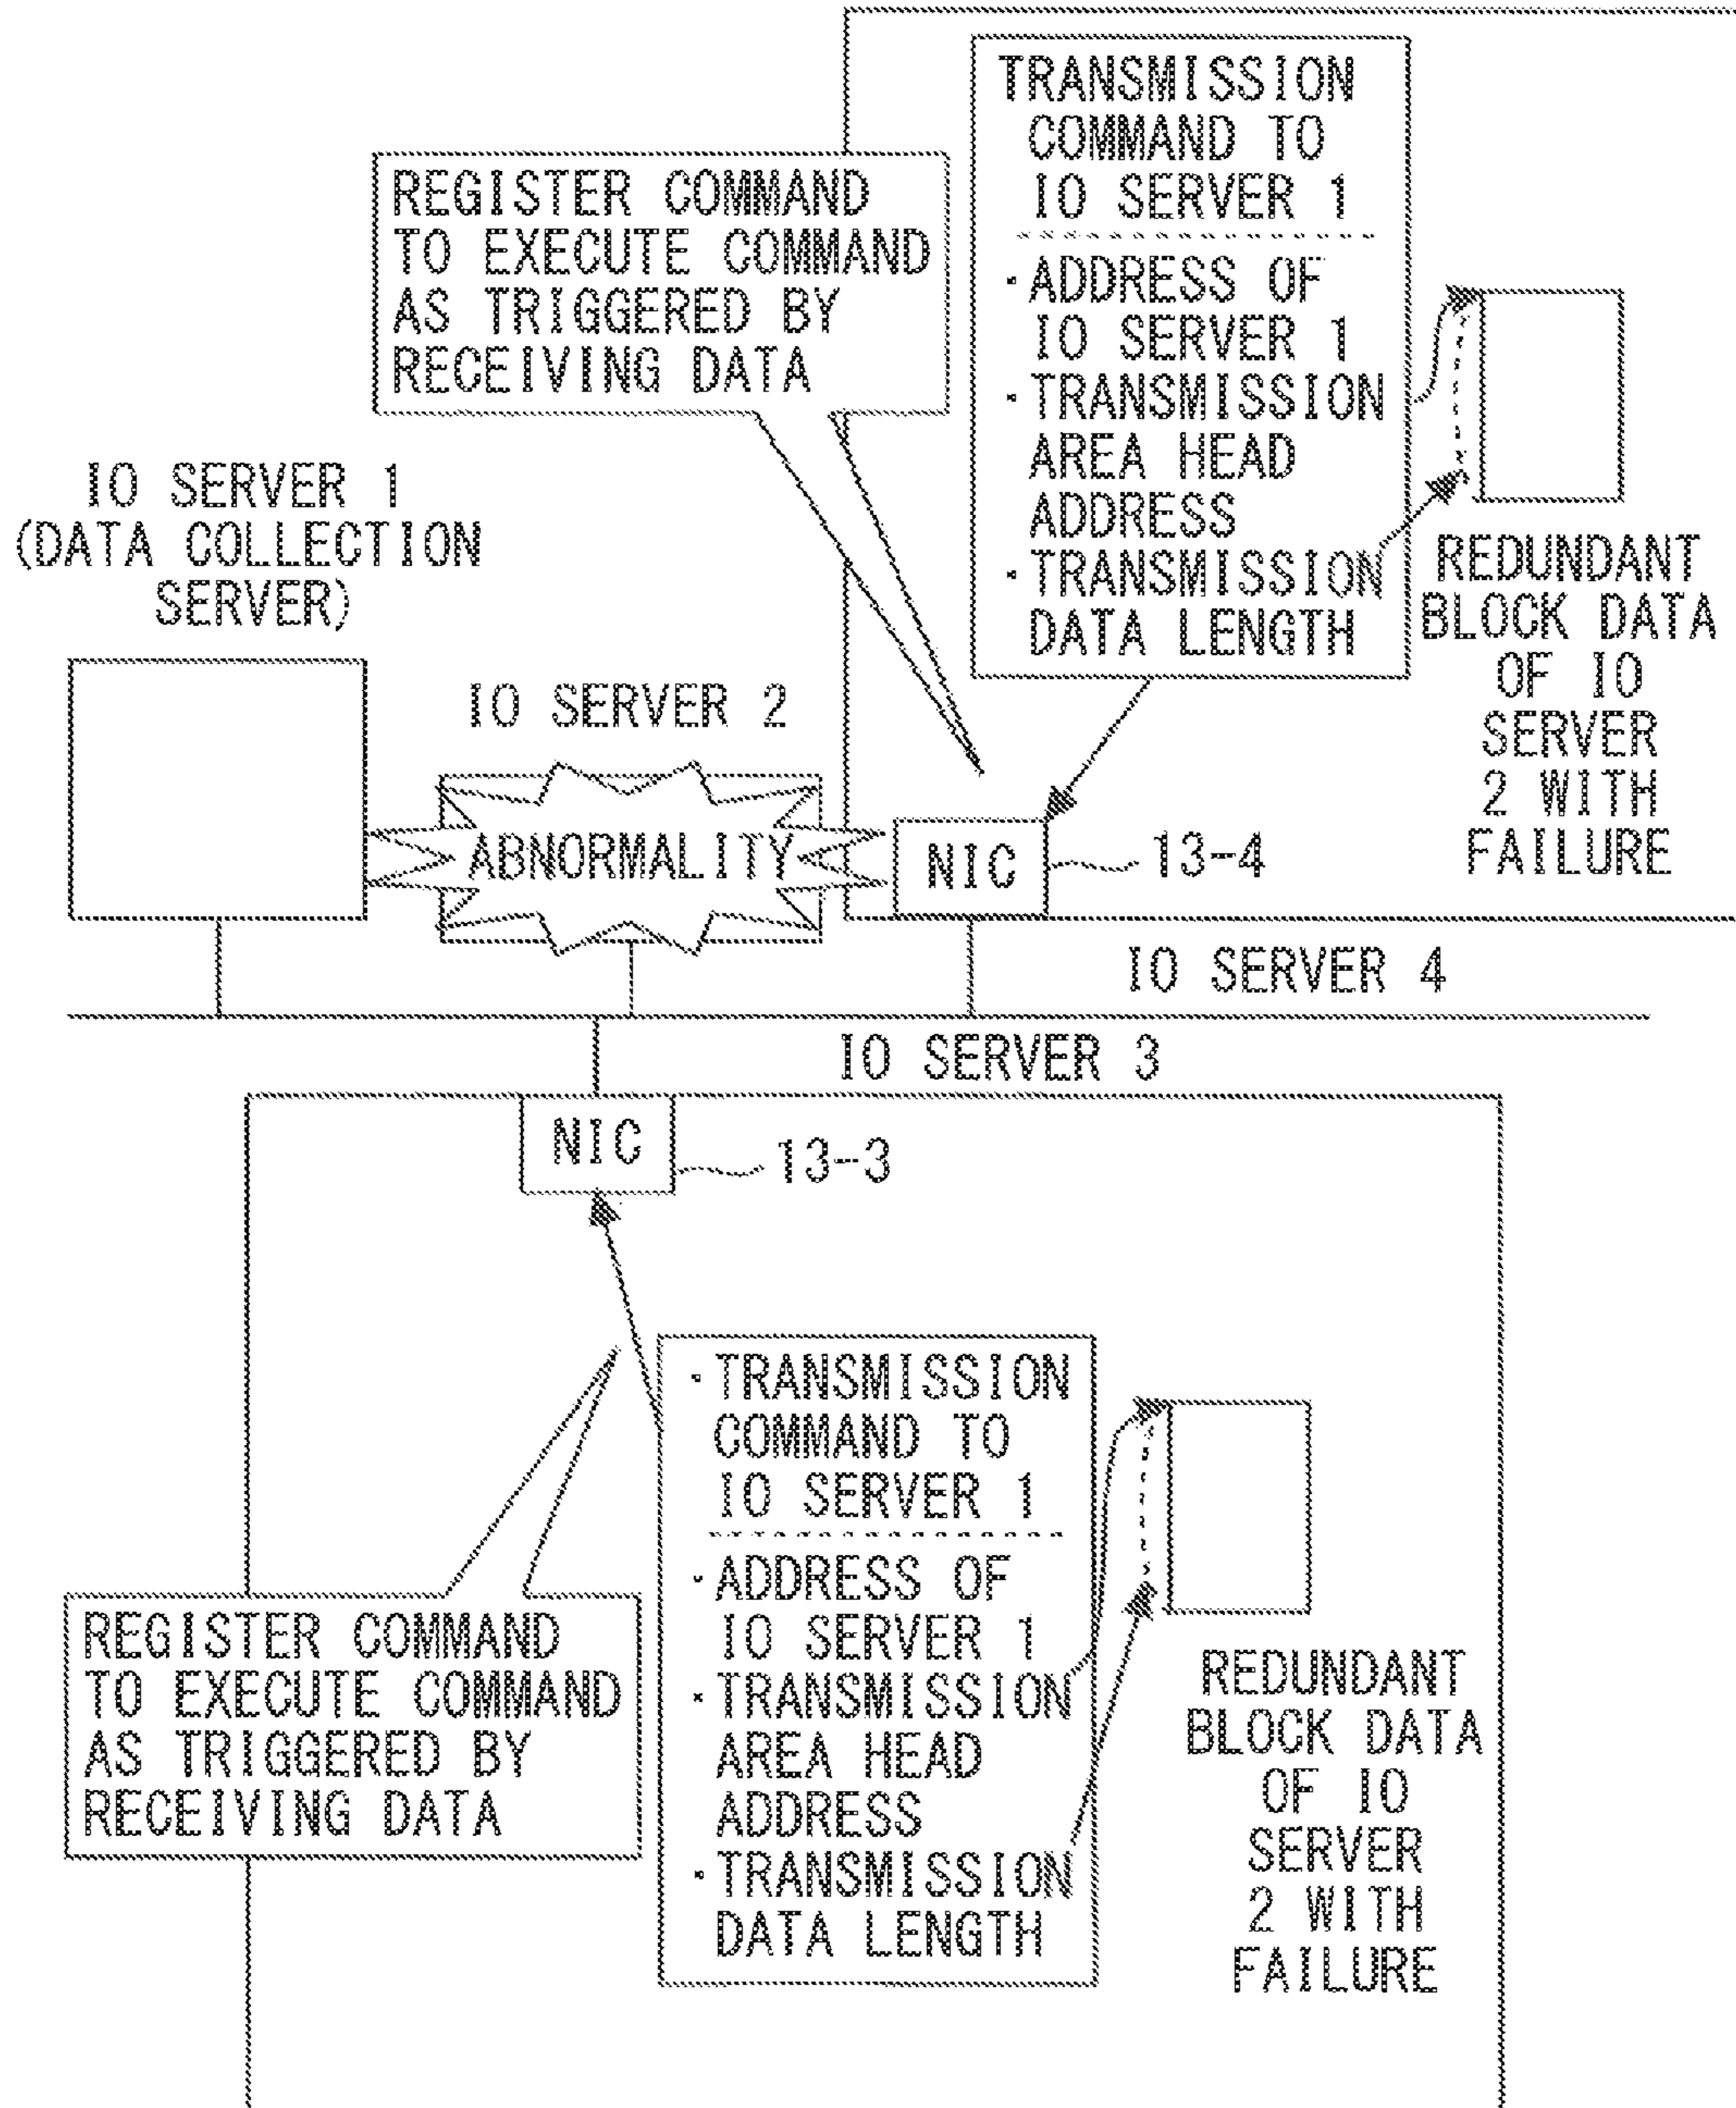 TRANSMISSION
COMMAND TO
IO SERVER 1
・ADDRESS OF
IO SERVER 1
・TRANSMISSION
AREA HEAD
ADDRESS
・TRANSMISSION
DATA LENGTH
REGISTER COMMAND
TO EXECUTE COMMAND
AS TRIGGERED BY
RECEIVING DATA
REDUNDANT
BLOCK DATA
OF IO
SERVER
2 WITH
FAILURE
IO SERVER 1
(DATA COLLECTION
SERVER)
IO SERVER 2
ABNORMALITY
NIC
13-4
IO SERVER 4
IO SERVER 3
NIC
13-3
・TRANSMISSION
COMMAND TO
IO SERVER 1
・ADDRESS OF
IO SERVER 1
・TRANSMISSION
AREA HEAD
ADDRESS
・TRANSMISSION
DATA LENGTH
REGISTER COMMAND
TO EXECUTE COMMAND
AS TRIGGERED BY
RECEIVING DATA
REDUNDANT
BLOCK DATA
OF IO
SERVER
2 WITH
FAILURE